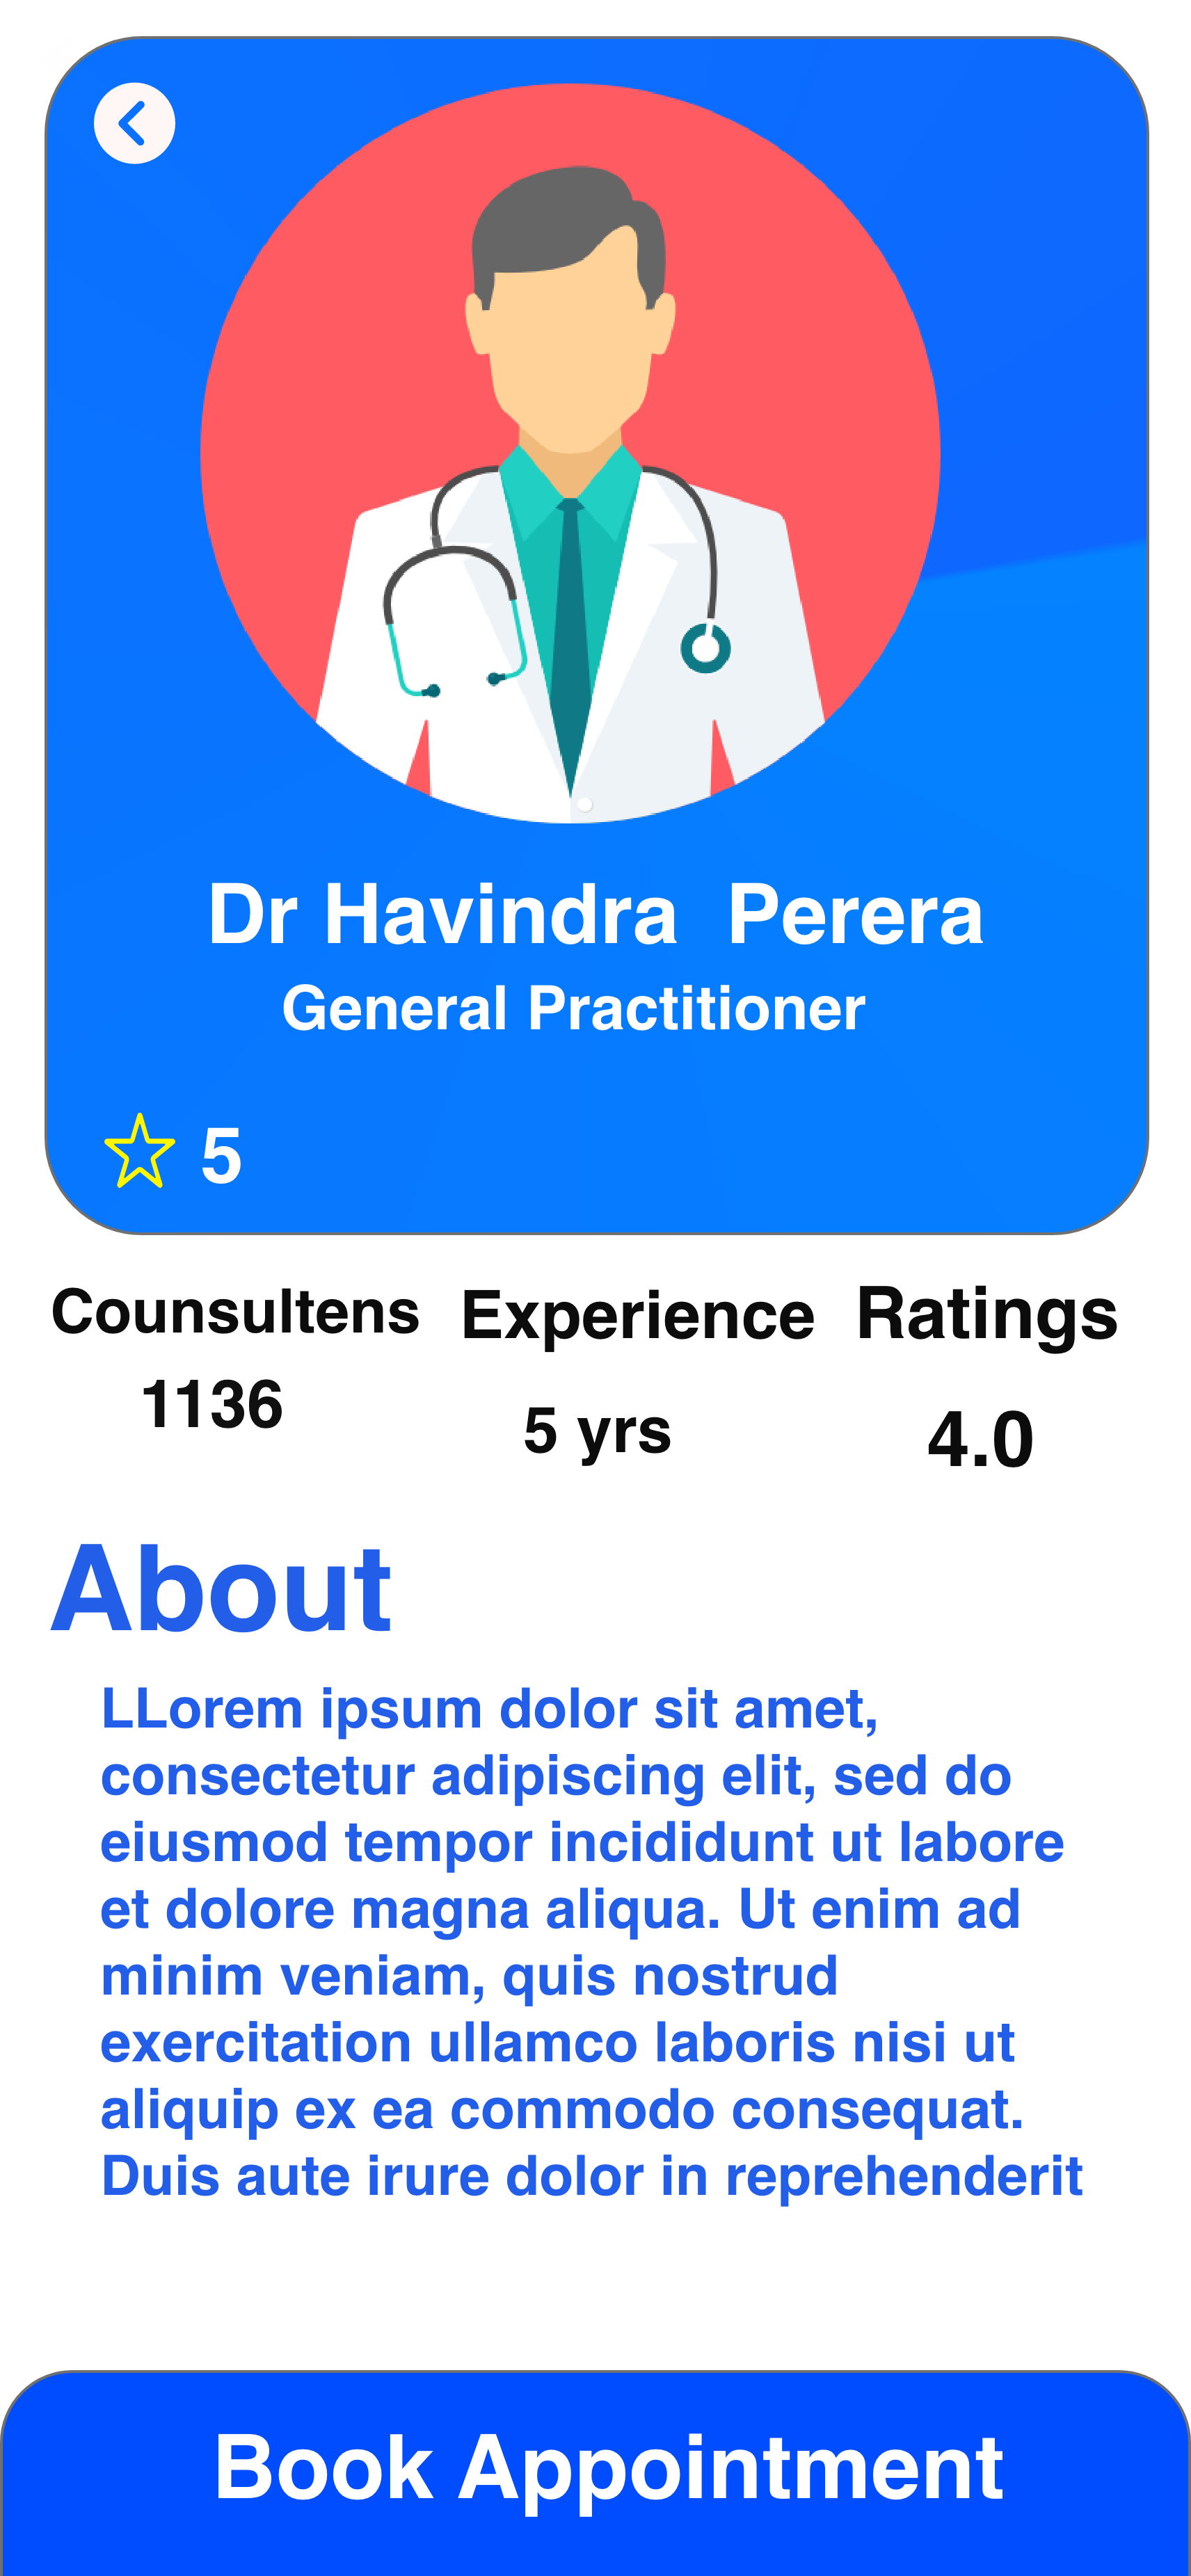 Dr Havindra  Perera
General Practitioner
5
Counsultens Experience Ratings
1136 5 yrs 4.0
About
LLorem ipsum dolor sit amet,
consectetur adipiscing elit, sed do
eiusmod tempor incididunt ut labore
et dolore magna aliqua. Ut enim ad
minim veniam, quis nostrud
exercitation ullamco laboris nisi ut
aliquip ex ea commodo consequat.
Duis aute irure dolor in reprehenderit
Book Appointment